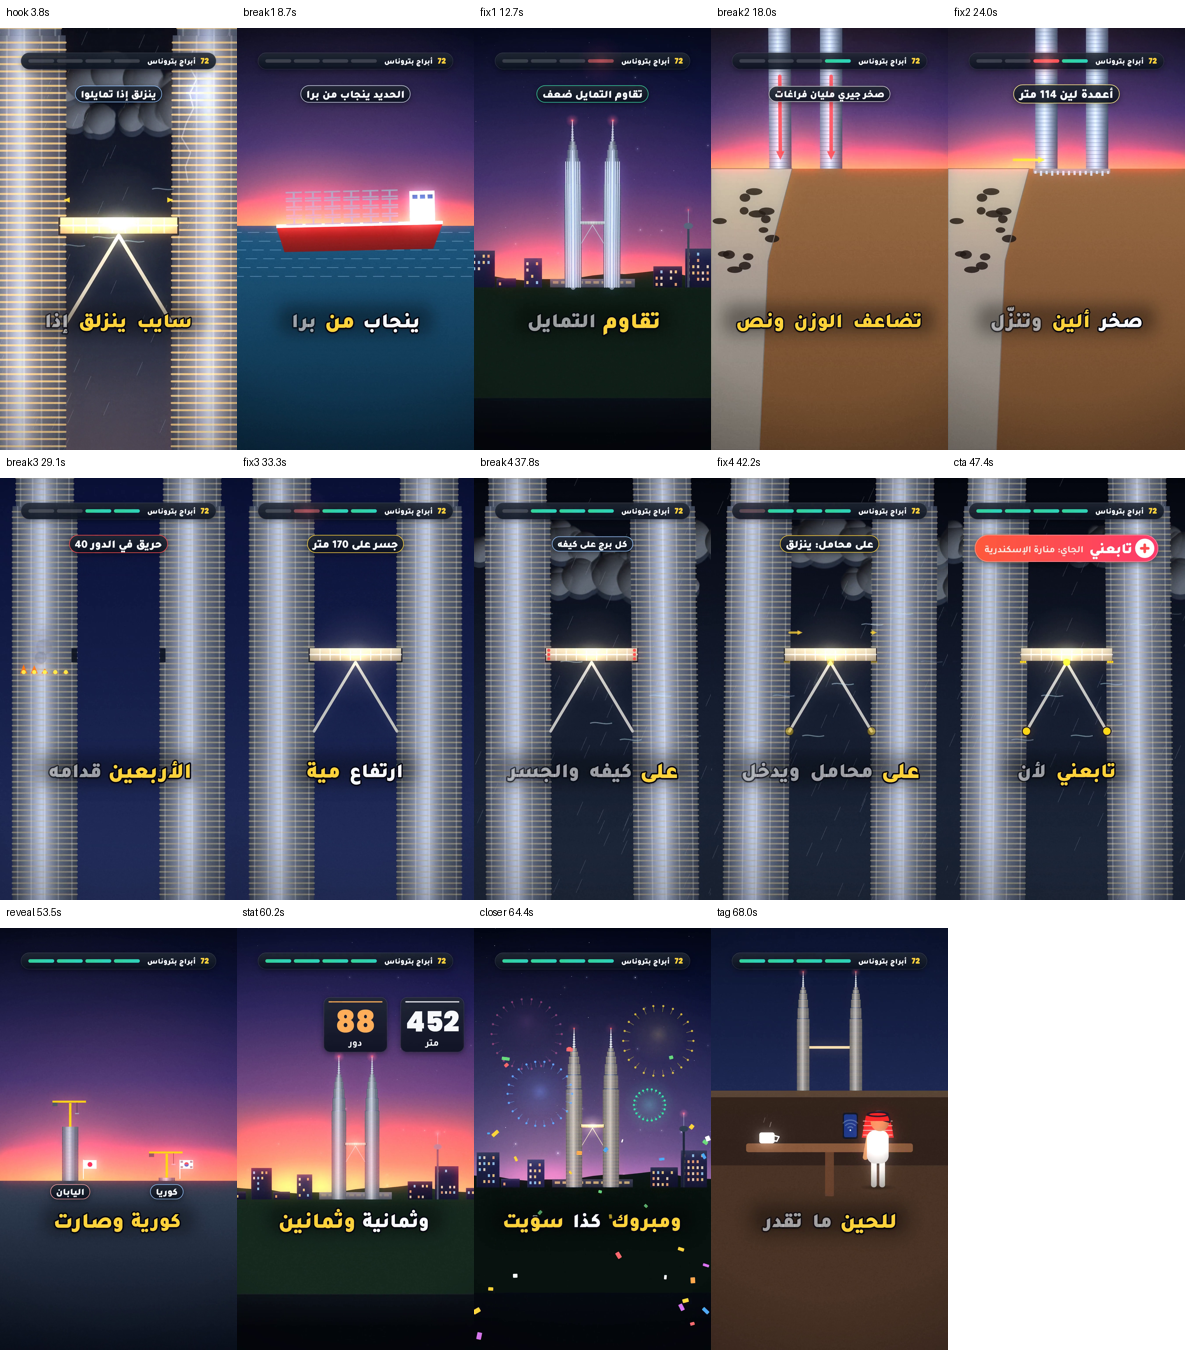 hook 3.8s
72 أبراج بتروناس
ينزلق إذا تمايلوا
سايب ينزلق إذا
break1 8.7s
72 أبراج بتروناس
الحديد ينجاب من برا
ينجاب من برا
fix1 12.7s
72 أبراج بتروناس
تقاوم التمايل ضعف
تقاوم التمايل
break2 18.0s
72 أبراج بتروناس
صخر جيري مليان فراغات
تضاعف الوزن ونص
fix2 24.0s
72 أبراج بتروناس
أعمدة لين 114 متر
صخر ألين وتنزّل
break3 29.1s
72 أبراج بتروناس
حريق في الدور 40
الأربعين قدامه
fix3 33.3s
72 أبراج بتروناس
جسر على 170 متر
ارتفاع مية
break4 37.8s
72 أبراج بتروناس
كل برج على كيفه
على كيفه والجسر
fix4 42.2s
72 أبراج بتروناس
على محامل: ينزلق
على محامل ويدخل
cta 47.4s
72 أبراج بتروناس
تابعني الجاي: منارة الإسكندرية
تابعني لأن
reveal 53.5s
72 أبراج بتروناس
اليابان
كوريا
كورية وصارت
stat 60.2s
72 أبراج بتروناس
452
متر
88
دور
وثمانية وثمانين
closer 64.4s
72 أبراج بتروناس
ومبروك كذا سويت
tag 68.0s
72 أبراج بتروناس
للحين ما تقدر